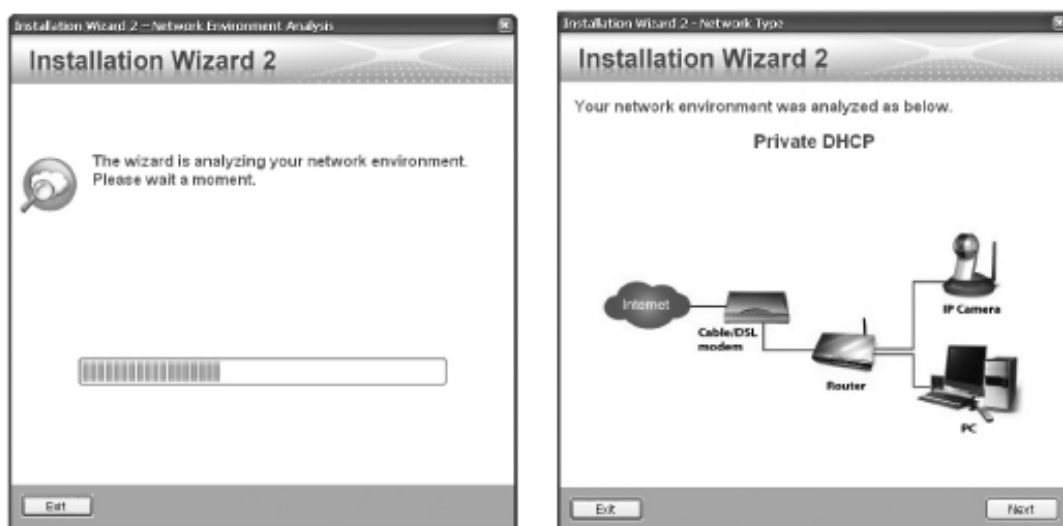 Installation Wizard 2 - Network Environment Analysis
Installation Wizard 2
The wizard is analyzing your network environment.
Please wait a moment.
Exit
Installation Wizard 2 - Network Type
Installation Wizard 2
Your network environment was analyzed as below.
Private DHCP
Internet
Cable/DSL
modem
Router
IP Camera
PC
Exit
Next